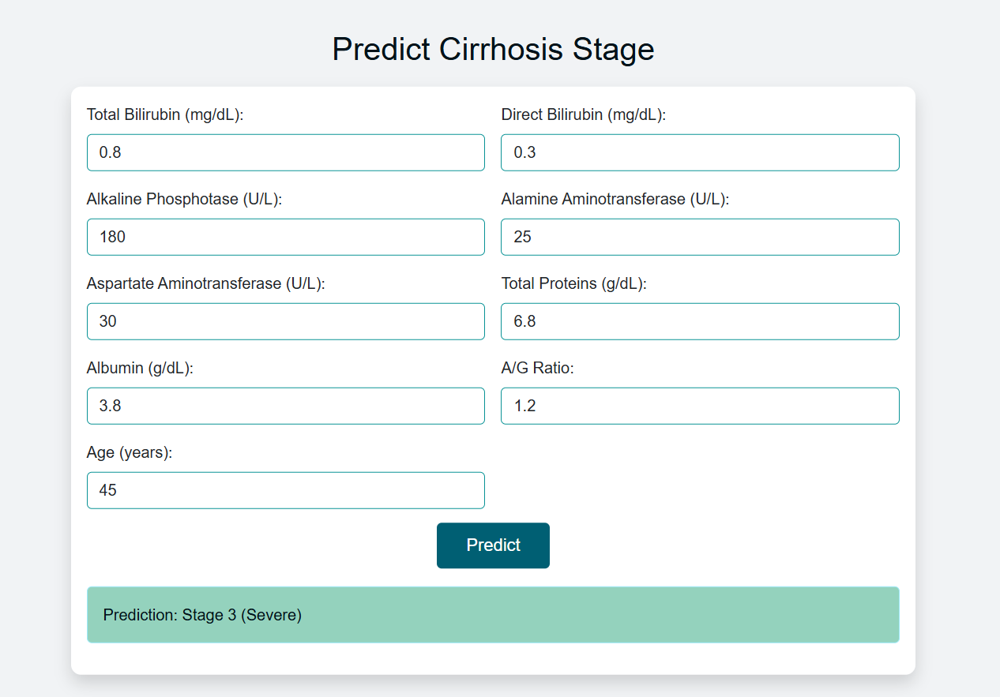 Predict Cirrhosis Stage
Total Bilirubin (mg/dL):
Direct Bilirubin (mg/dL):
0.8
0.3
Alkaline Phosphotase (U/L):
Alamine Aminotransferase (U/L):
180
25
Aspartate Aminotransferase (U/L):
Total Proteins (g/dL):
30
6.8
Albumin (g/dL):
A/G Ratio:
3.8
1.2
Age (years):
45
Predict
Prediction: Stage 3 (Severe)